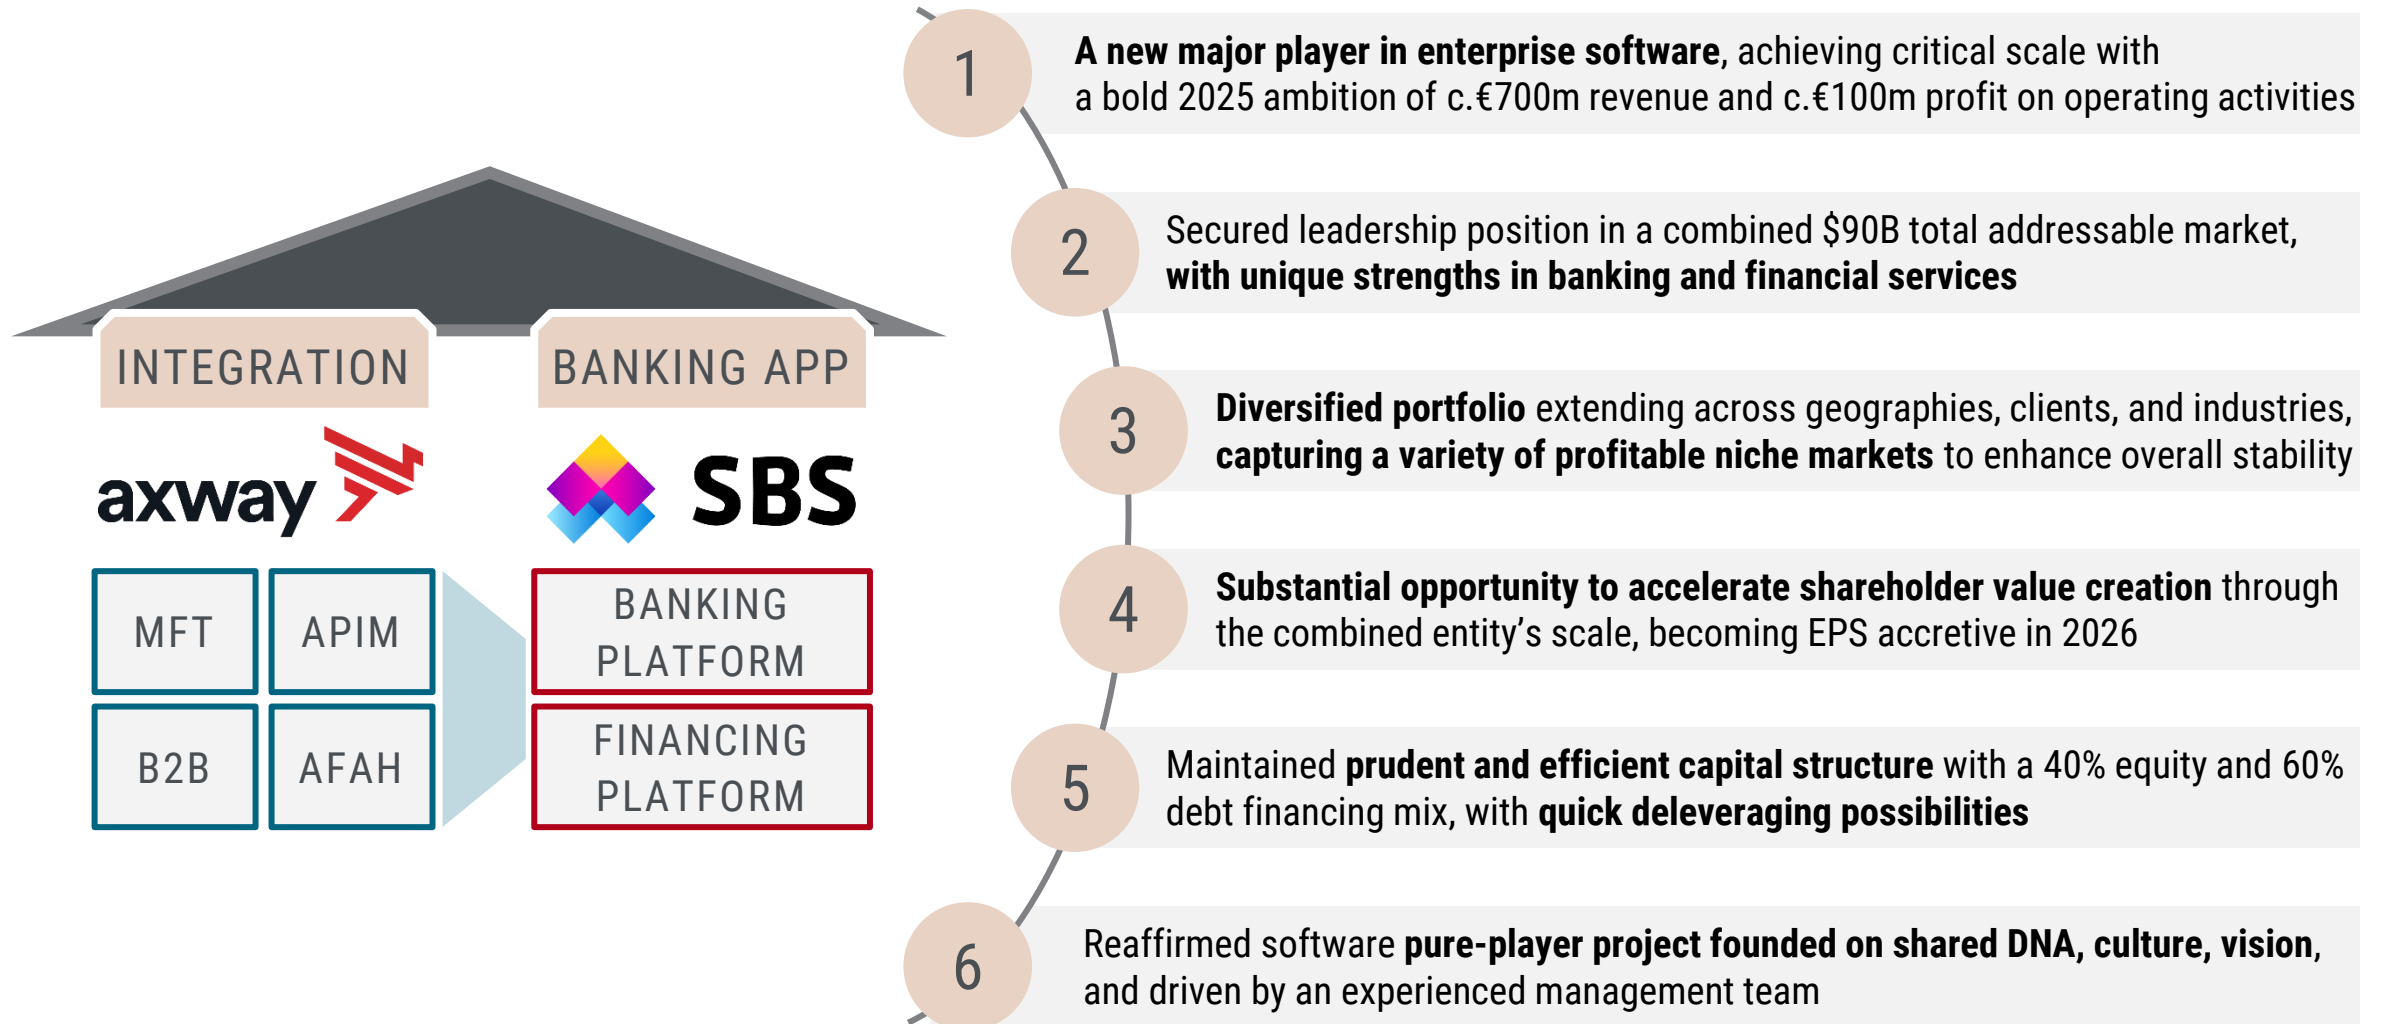 INTEGRATION
BANKING APP
axway
SBS
MFT
APIM
B2B
AFAH
BANKING
PLATFORM
FINANCING
PLATFORM
1
A new major player in enterprise software, achieving critical scale with
a bold 2025 ambition of c.€700m revenue and c.€100m profit on operating activities
2
Secured leadership position in a combined $90B total addressable market,
with unique strengths in banking and financial services
3
Diversified portfolio extending across geographies, clients, and industries,
capturing a variety of profitable niche markets to enhance overall stability
4
Substantial opportunity to accelerate shareholder value creation through
the combined entity’s scale, becoming EPS accretive in 2026
5
Maintained prudent and efficient capital structure with a 40% equity and 60%
debt financing mix, with quick deleveraging possibilities
6
Reaffirmed software pure-player project founded on shared DNA, culture, vision,
and driven by an experienced management team